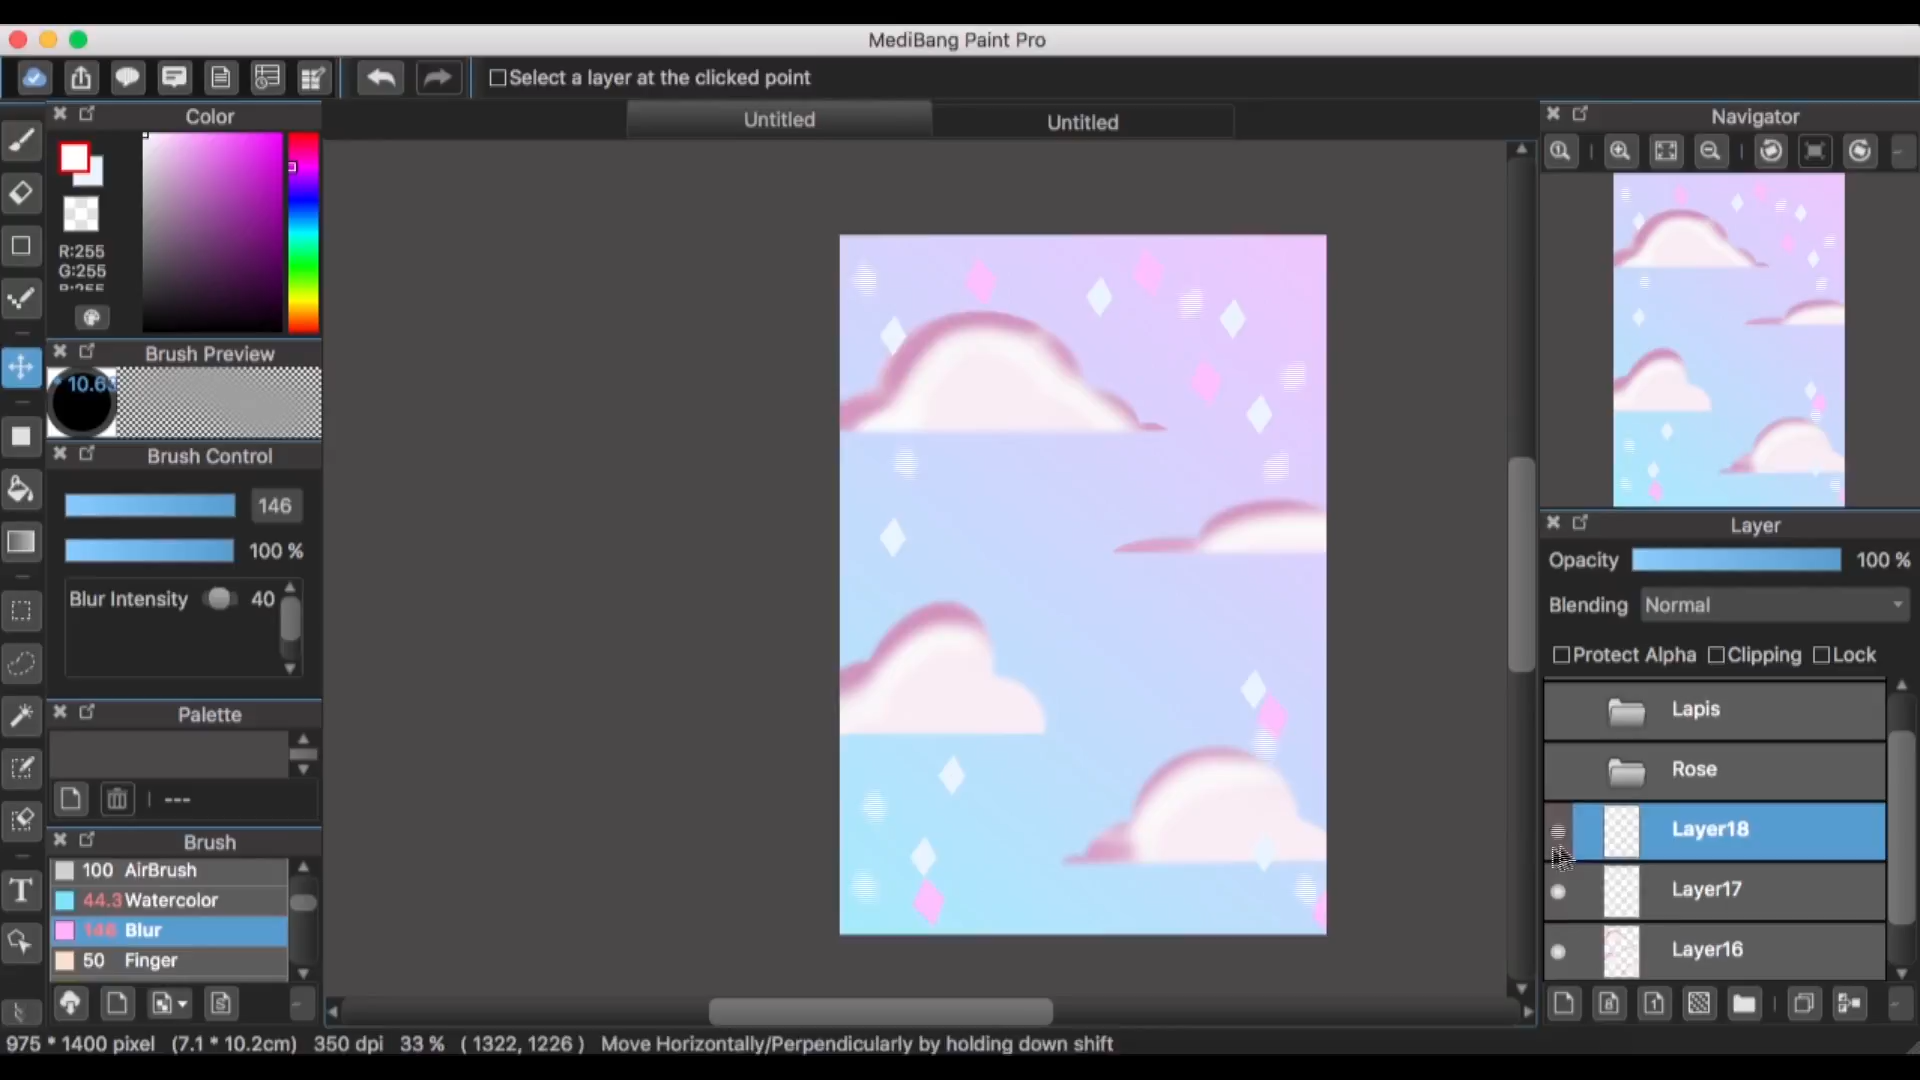 MediBang Paint Pro
Select a layer at the clicked point
Color
R:255
G:255
Brush Preview
* 10.6
Brush Control
146
100 %
Blur Intensity 40
Palette
---
Brush
100 AirBrush
44.3 Watercolor
146 Blur
50 Finger
Untitled
Untitled
Navigator
Layer
Opacity 100 %
Blending Normal
Protect Alpha Clipping Lock
Lapis
Rose
Layer18
Layer17
Layer16
975 * 1400 pixel (7.1 * 10.2cm) 350 dpi 33 % ( 1322, 1226 ) Move Horizontally/Perpendicularly by holding down shift